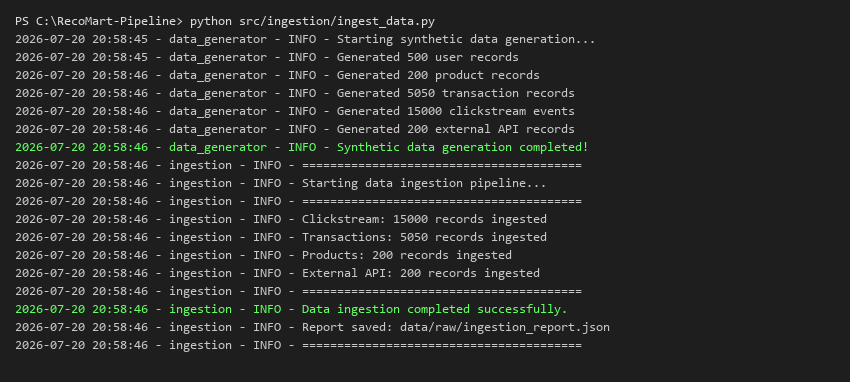 PS C:\RecoMart-Pipeline> python src/ingestion/ingest_data.py
2026-07-20 20:58:45 - data_generator - INFO - Starting synthetic data generation...
2026-07-20 20:58:45 - data_generator - INFO - Generated 500 user records
2026-07-20 20:58:46 - data_generator - INFO - Generated 200 product records
2026-07-20 20:58:46 - data_generator - INFO - Generated 5050 transaction records
2026-07-20 20:58:46 - data_generator - INFO - Generated 15000 clickstream events
2026-07-20 20:58:46 - data_generator - INFO - Generated 200 external API records
2026-07-20 20:58:46 - data_generator - INFO - Synthetic data generation completed!
2026-07-20 20:58:46 - ingestion - INFO - ========================================
2026-07-20 20:58:46 - ingestion - INFO - Starting data ingestion pipeline...
2026-07-20 20:58:46 - ingestion - INFO - ========================================
2026-07-20 20:58:46 - ingestion - INFO - Clickstream: 15000 records ingested
2026-07-20 20:58:46 - ingestion - INFO - Transactions: 5050 records ingested
2026-07-20 20:58:46 - ingestion - INFO - Products: 200 records ingested
2026-07-20 20:58:46 - ingestion - INFO - External API: 200 records ingested
2026-07-20 20:58:46 - ingestion - INFO - ========================================
2026-07-20 20:58:46 - ingestion - INFO - Data ingestion completed successfully.
2026-07-20 20:58:46 - ingestion - INFO - Report saved: data/raw/ingestion_report.json
2026-07-20 20:58:46 - ingestion - INFO - ========================================